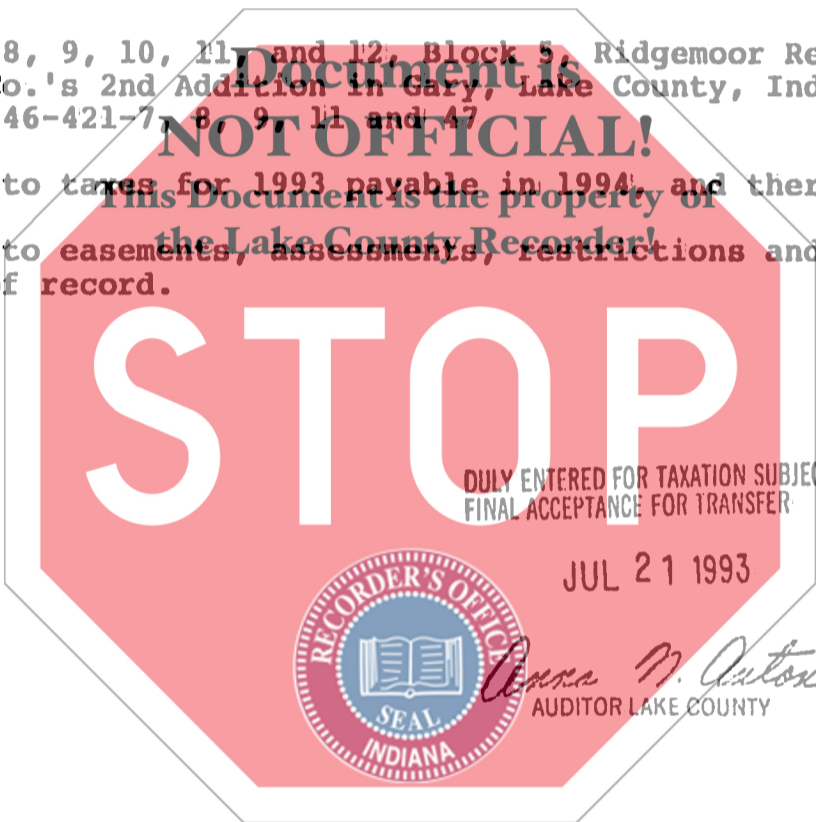 8, 9, 10, 11, and 12, Block 5, Ridgemoor Re
o.'s 2nd Addition in Gary, Lake County, Ind
46-421-7, 8, 9, 11 and 47
to taxes for 1993 payable in 1994, and ther
to easements, assessments, restrictions and
f record.
Document is
NOT OFFICIAL!
This Document is the property of
the Lake County Recorder!
STOP
DULY ENTERED FOR TAXATION SUBJEC
FINAL ACCEPTANCE FOR TRANSFER
JUL 21 1993
Anna N. Anton
AUDITOR LAKE COUNTY
RECORDER'S OFFICE
SEAL
INDIANA